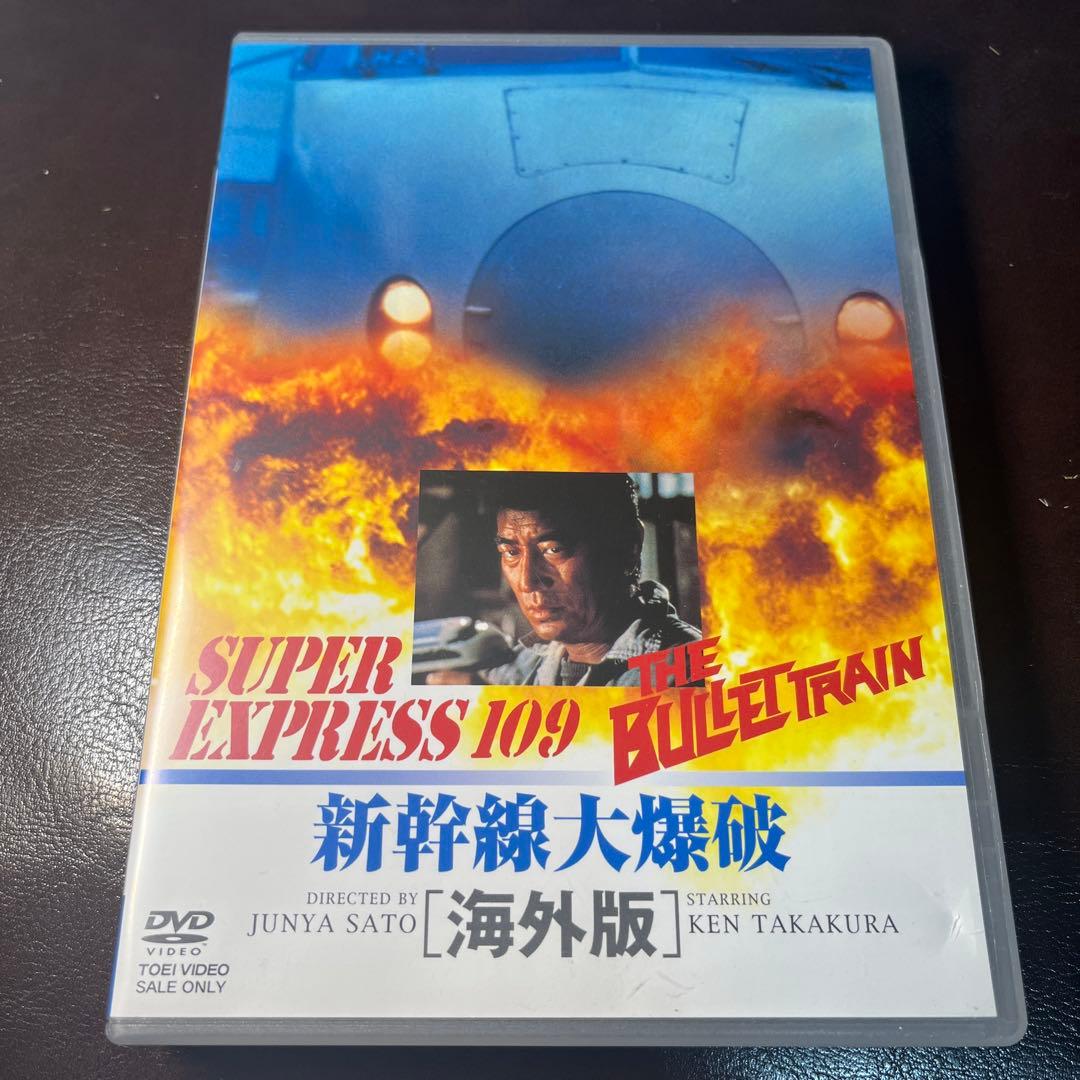 SUPER
EXPRESS 109
THE
BULLET TRAIN
新幹線大爆破
DIRECTED BY
JUNYA SATO
[海外版]
STARRING
KEN TAKAKURA
DVD
VIDEO
TOEI VIDEO
SALE ONLY